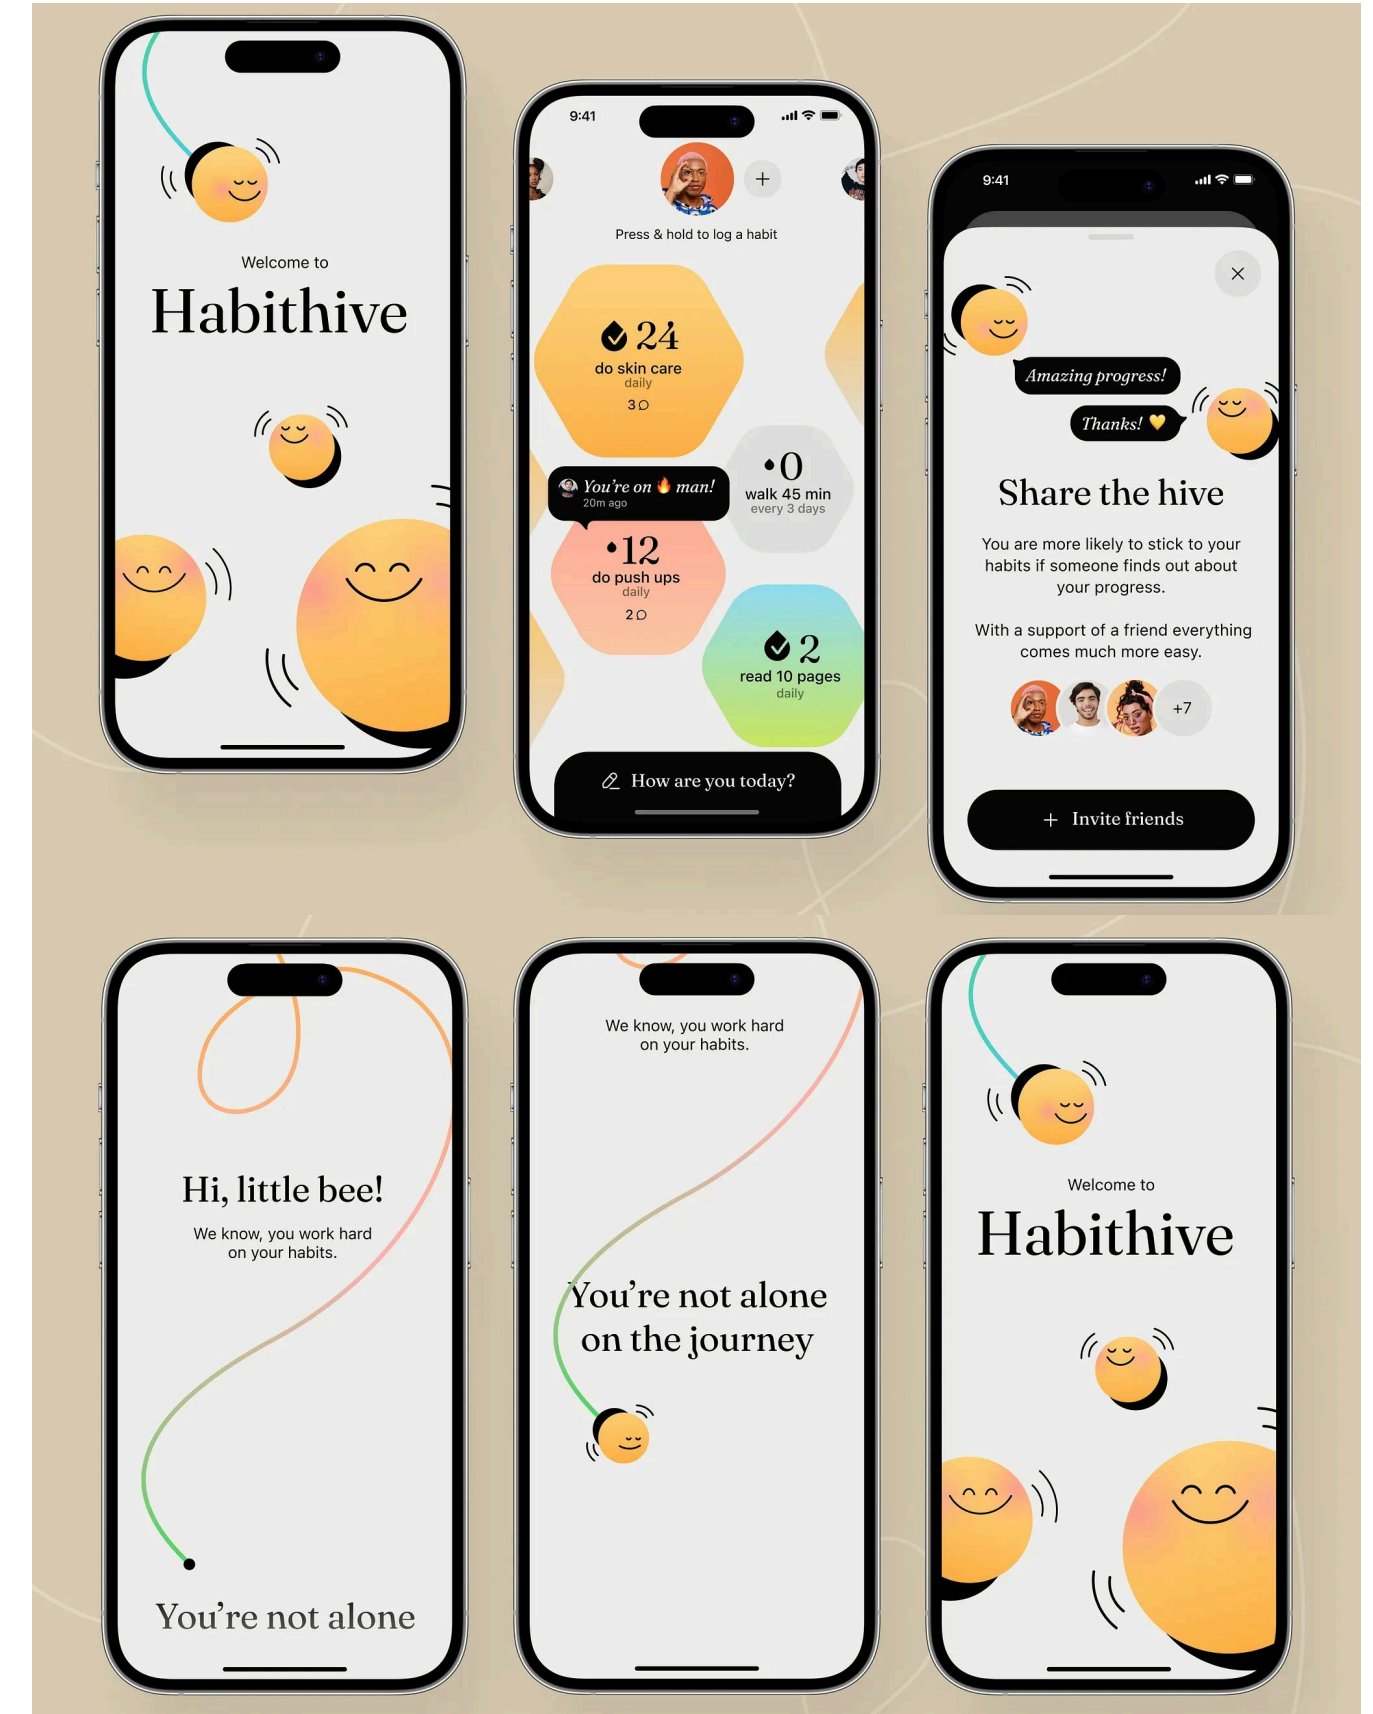 Welcome to
Habithive
9:41
Press & hold to log a habit
24
do skin care
daily
3
You're on 🔥 man!
20m ago
0
walk 45 min
every 3 days
12
do push ups
daily
2
2
read 10 pages
daily
How are you today?
9:41
Amazing progress!
Thanks! 💛
Share the hive
You are more likely to stick to your
habits if someone finds out about
your progress.
With a support of a friend everything
comes much more easy.
+7
+ Invite friends
Hi, little bee!
We know, you work hard
on your habits.
You're not alone
We know, you work hard
on your habits.
You're not alone
on the journey
Welcome to
Habithive